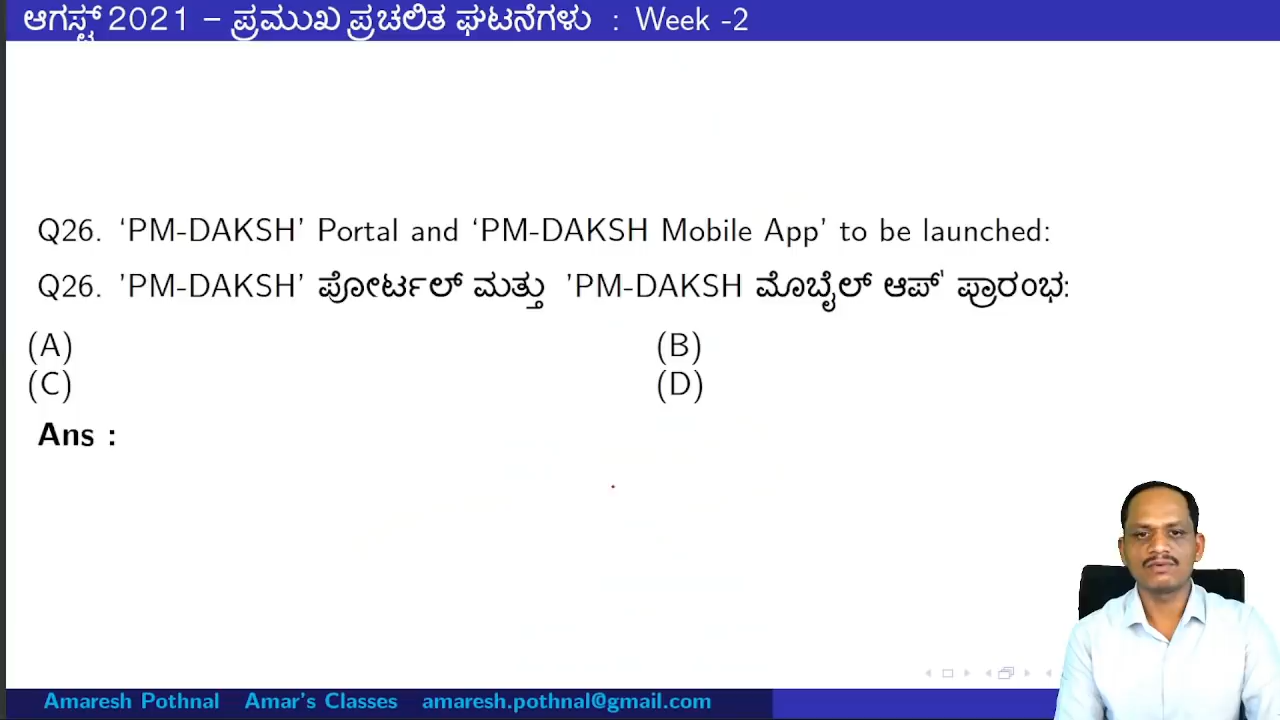 ಆಗಸ್ಟ್ 2021 – ಪ್ರಮುಖ ಪ್ರಚಲಿತ ಘಟನೆಗಳು : Week -2
Q26. ‘PM-DAKSH’ Portal and ‘PM-DAKSH Mobile App’ to be launched:
Q26. ’PM-DAKSH’ ಪೋರ್ಟಲ್ ಮತ್ತು ’PM-DAKSH ಮೊಬೈಲ್ ಆಪ್' ಪ್ರಾರಂಭ:
(A) (B)
(C) (D)
Ans :
Amaresh Pothnal Amar's Classes amaresh.pothnal@gmail.com